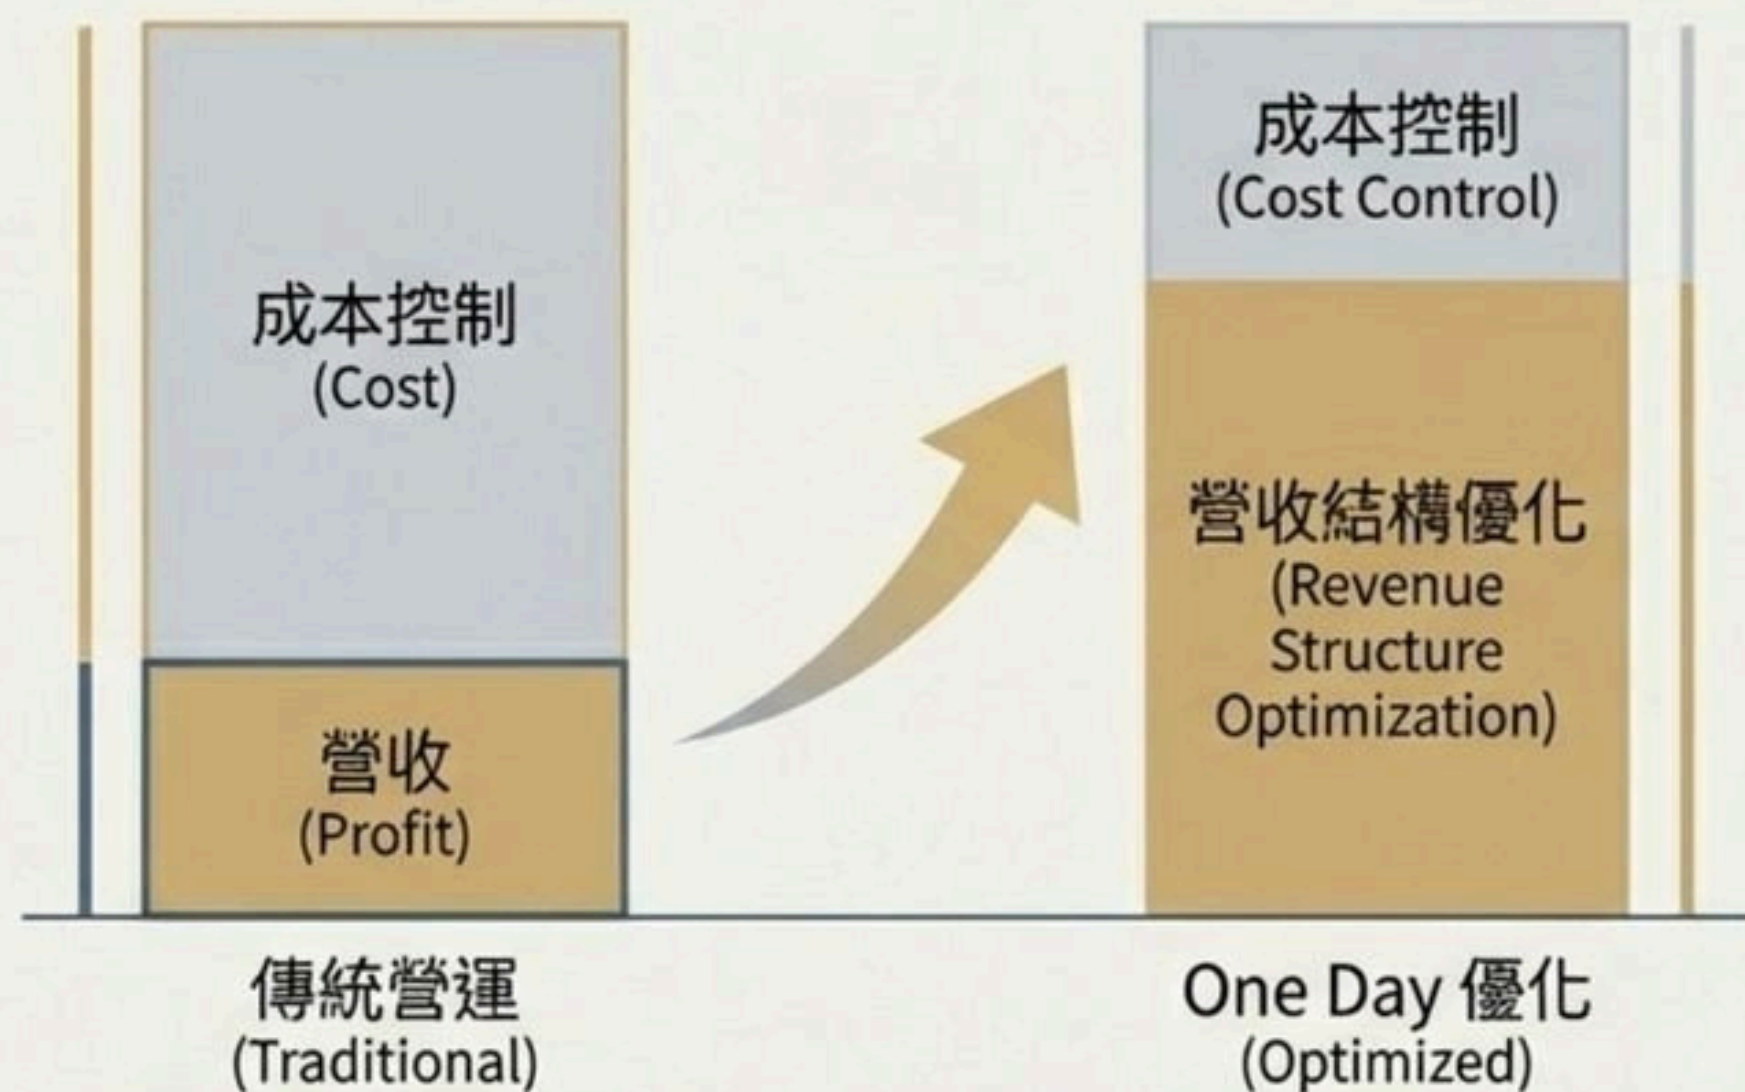 成本控制
(Cost)
營收
(Profit)
傳統營運
(Traditional)
成本控制
(Cost Control)
營收結構優化
(Revenue
Structure
Optimization)
One Day 優化
(Optimized)